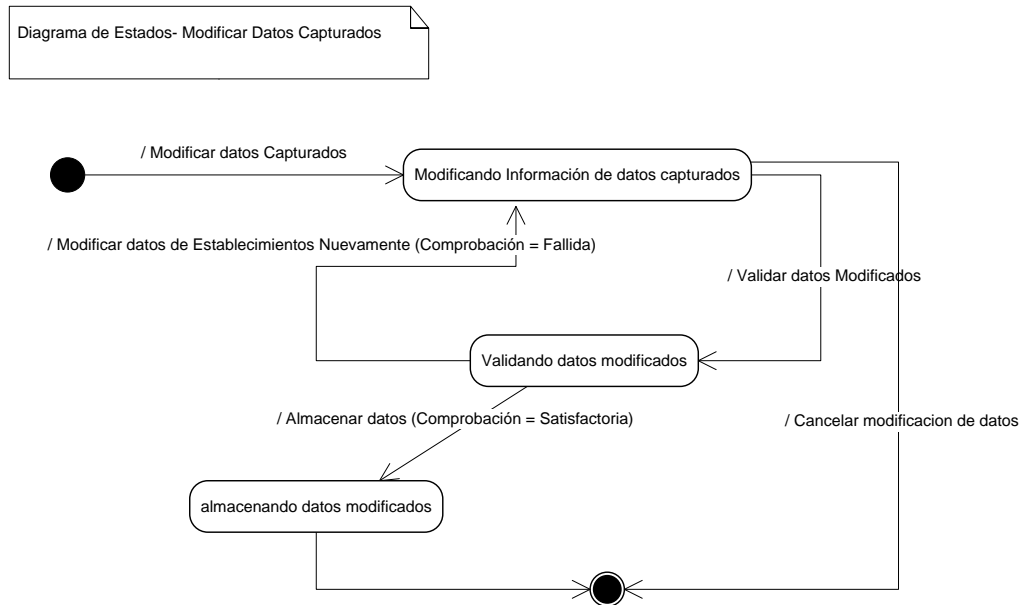 Diagrama de Estados- Modificar Datos Capturados
/ Modificar datos Capturados
Modificando Información de datos capturados
/ Modificar datos de Establecimientos Nuevamente (Comprobación = Fallida)
/ Validar datos Modificados
Validando datos modificados
/ Almacenar datos (Comprobación = Satisfactoria)
/ Cancelar modificacion de datos
almacenando datos modificados